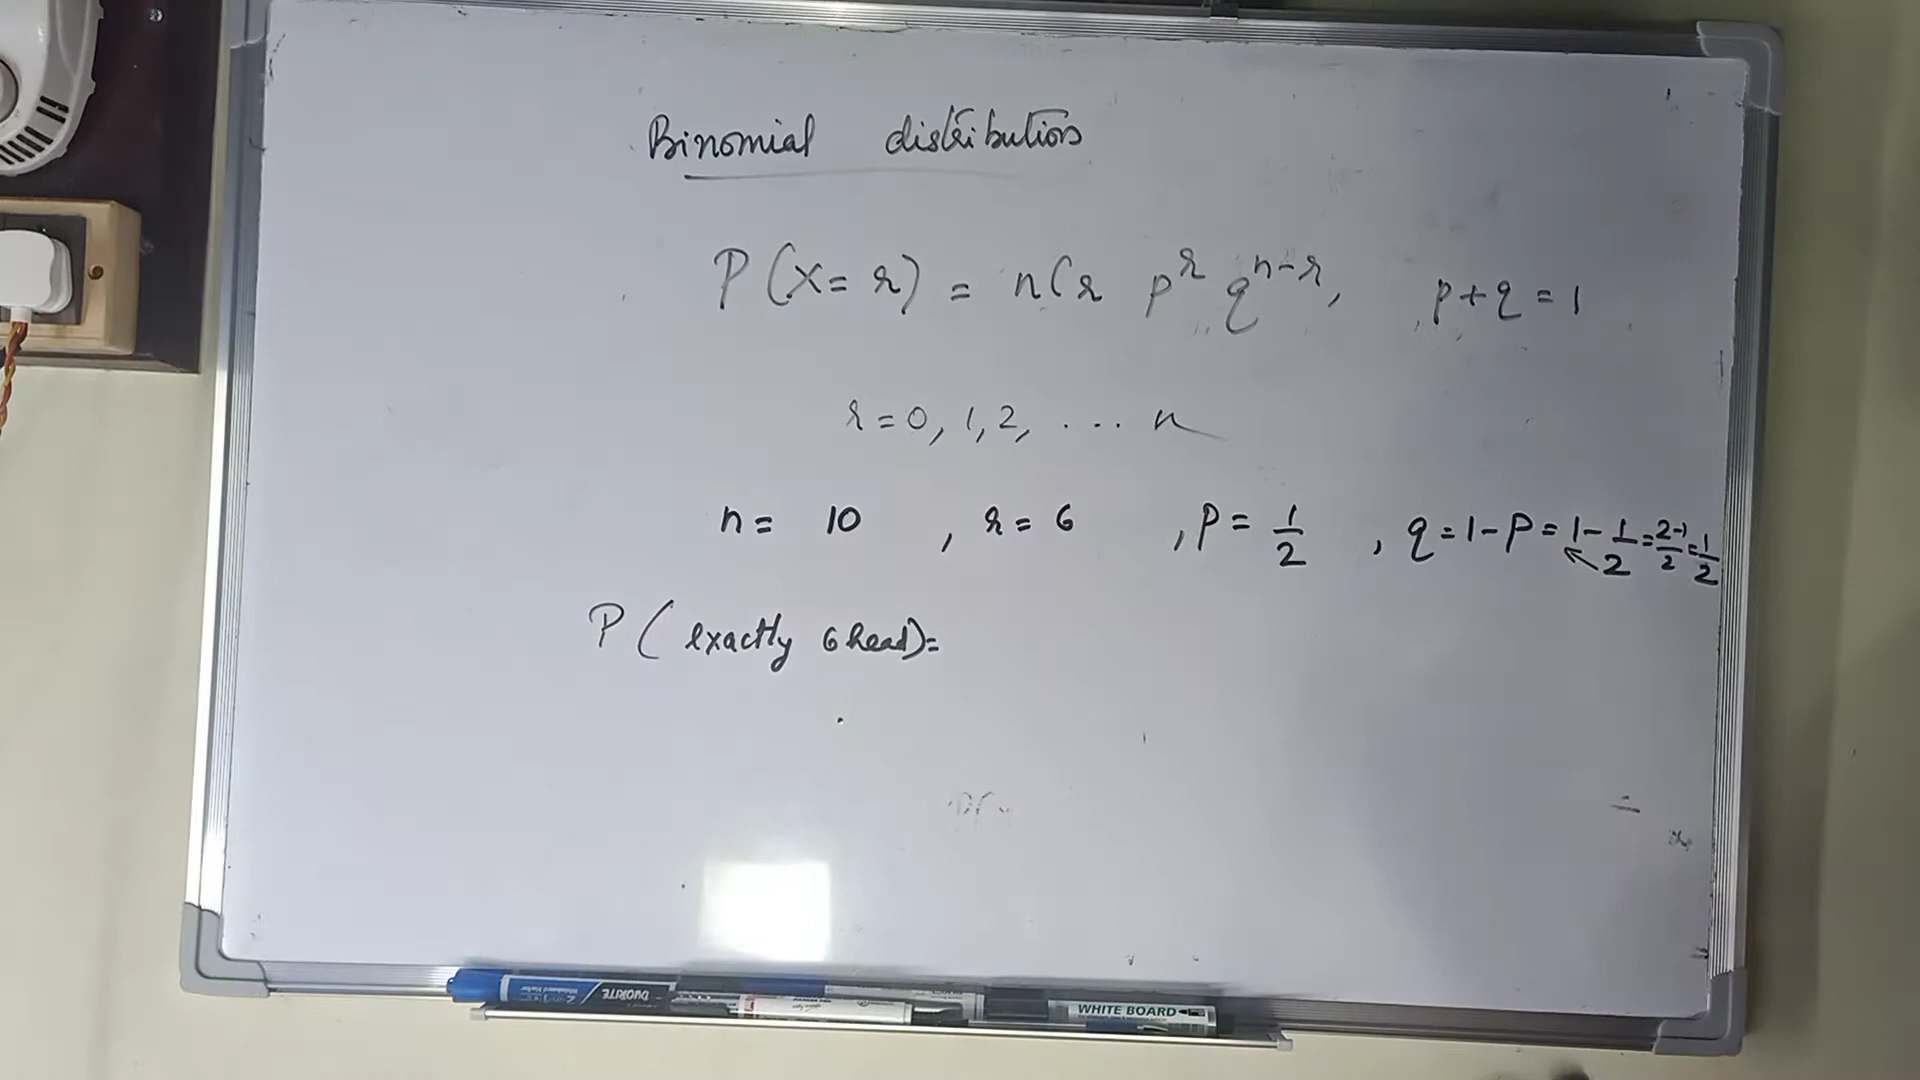 Binomial distribution
P(X=r) = nCr p^r q^n-r, p+q=1
r=0,1,2, ... n
n= 10 , r= 6 , p= 1/2 , q=1-p=1-1/2=2-1/2=1/2
P(exactly 6 head)=
DUORITE
WHITE BOARD